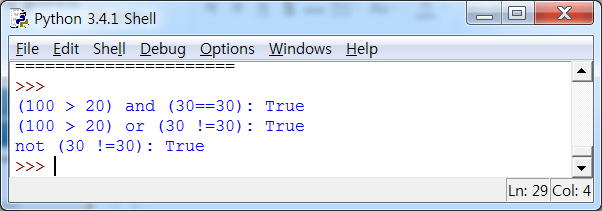 Python 3.4.1 Shell
File Edit Shell Debug Options Windows Help
======================
>>>
(100 > 20) and (30==30): True
(100 > 20) or (30 !=30): True
not (30 !=30): True
>>>
Ln: 29 Col: 4